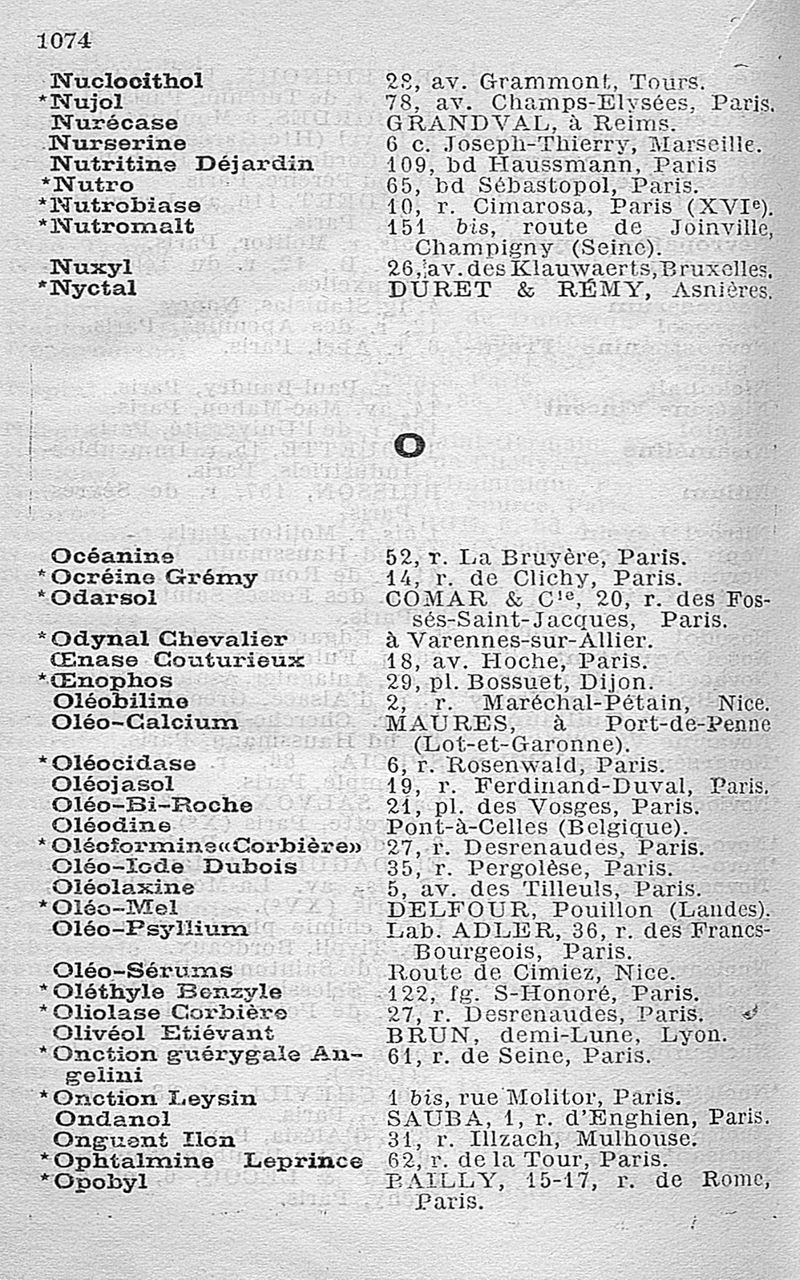 1074
Nuclocithol 28, av. Grammont, Tours.
*Nujol 78, av. Champs-Elysées, Paris.
Nurécase GRANDVAL, à Reims.
Nurserine 6 c. Joseph-Thierry, Marseille.
Nutritine Déjardin 109, bd Haussmann, Paris
*Nutro 65, bd Sébastopol, Paris.
*Nutrobiase 10, r. Cimarosa, Paris (XVIe).
*Nutromalt 151 bis, route de Joinville,
Champigny (Seine).
Nuxyl 26, av. des Klauwaerts, Bruxelles.
*Nyctal DURET & RÉMY, Asnières.
O
Océanine 52, r. La Bruyère, Paris.
*Ocréine Grémy 14, r. de Clichy, Paris.
*Odarsol COMAR & Cie, 20, r. des Fos-
sés-Saint-Jacques, Paris.
*Odynal Chevalier à Varennes-sur-Allier.
Œnase Couturieux 18, av. Hoche, Paris.
*Œnophos 29, pl. Bossuet, Dijon.
Oléobiline 2, r. Maréchal-Pétain, Nice.
Oléo-Calcium MAURES, à Port-de-Penne
(Lot-et-Garonne).
*Oléocidase 6, r. Rosenwald, Paris.
Oléojasol 19, r. Ferdinand-Duval, Paris.
Oléo-Bi-Roche 21, pl. des Vosges, Paris.
Oléodine Pont-à-Celles (Belgique).
*Oléoformine «Corbière» 27, r. Desrenaudes, Paris.
Oléo-Iode Dubois 35, r. Pergolèse, Paris.
Oléolaxine 5, av. des Tilleuls, Paris.
*Oléo-Mel DELFOUR, Pouillon (Landes).
Oléo-Psyllium Lab. ADLER, 36, r. des Francs-
Bourgeois, Paris.
Oléo-Sérums Route de Cimiez, Nice.
*Oléthyle Benzyle 122, fg. S-Honoré, Paris.
*Oliolase Corbière 27, r. Desrenaudes, Paris.
Olivéol Etiévant BRUN, demi-Lune, Lyon.
*Onction guérygale An- 61, r. de Seine, Paris.
gelini
*Onction Leysin 1 bis, rue Molitor, Paris.
Ondanol SAUBA, 1, r. d'Enghien, Paris.
Onguent Ilon 31, r. Illzach, Mulhouse.
*Ophtalmine Leprince 62, r. de la Tour, Paris.
*Opobyl BAILLY, 15-17, r. de Rome,
Paris.